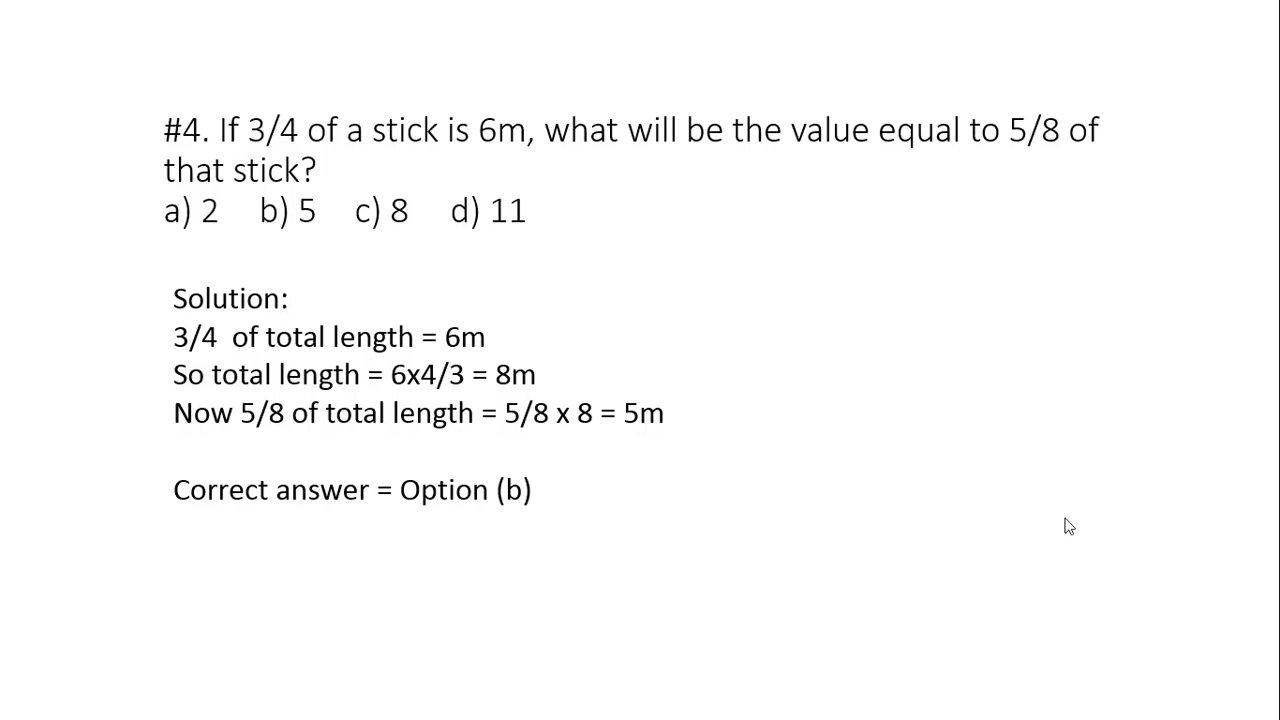 #4. If 3/4 of a stick is 6m, what will be the value equal to 5/8 of
that stick?
a) 2 b) 5 c) 8 d) 11
Solution:
3/4 of total length = 6m
So total length = 6x4/3 = 8m
Now 5/8 of total length = 5/8 x 8 = 5m
Correct answer = Option (b)